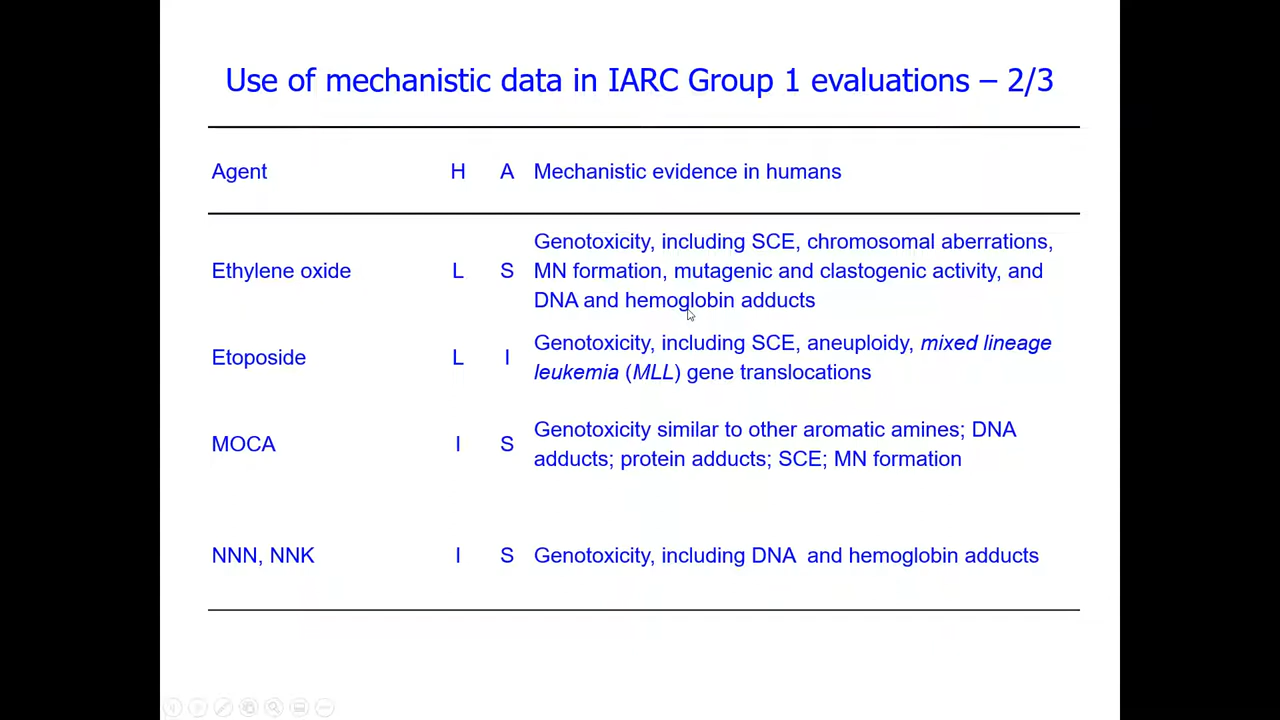 Use of mechanistic data in IARC Group 1 evaluations – 2/3
Agent H A Mechanistic evidence in humans
Ethylene oxide L S Genotoxicity, including SCE, chromosomal aberrations,
MN formation, mutagenic and clastogenic activity, and
DNA and hemoglobin adducts
Etoposide L I Genotoxicity, including SCE, aneuploidy, mixed lineage
leukemia (MLL) gene translocations
MOCA I S Genotoxicity similar to other aromatic amines; DNA
adducts; protein adducts; SCE; MN formation
NNN, NNK I S Genotoxicity, including DNA and hemoglobin adducts